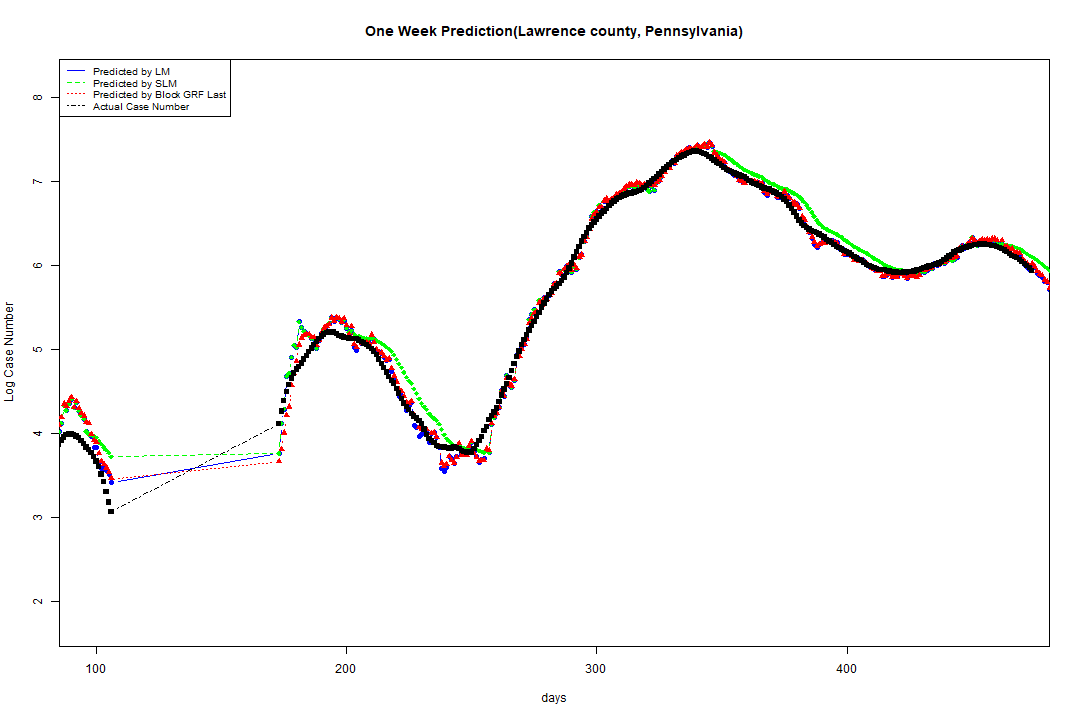 One Week Prediction(Lawrence county, Pennsylvania)
Predicted by LM
Predicted by SLM
Predicted by Block GRF Last
Actual Case Number
8
7
6
5
4
3
2
Log Case Number
100 200 300 400
days